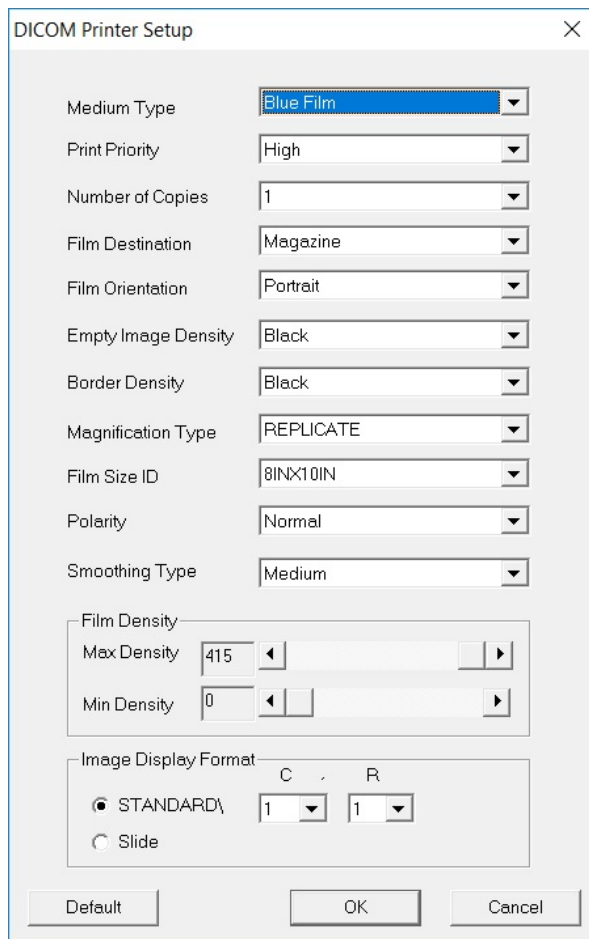 DICOM Printer Setup
Medium Type Blue Film
Print Priority High
Number of Copies 1
Film Destination Magazine
Film Orientation Portrait
Empty Image Density Black
Border Density Black
Magnification Type REPLICATE
Film Size ID 8INX10IN
Polarity Normal
Smoothing Type Medium
Film Density
Max Density 415
Min Density 0
Image Display Format
C , R
STANDARD\ 1 1
Slide
Default OK Cancel